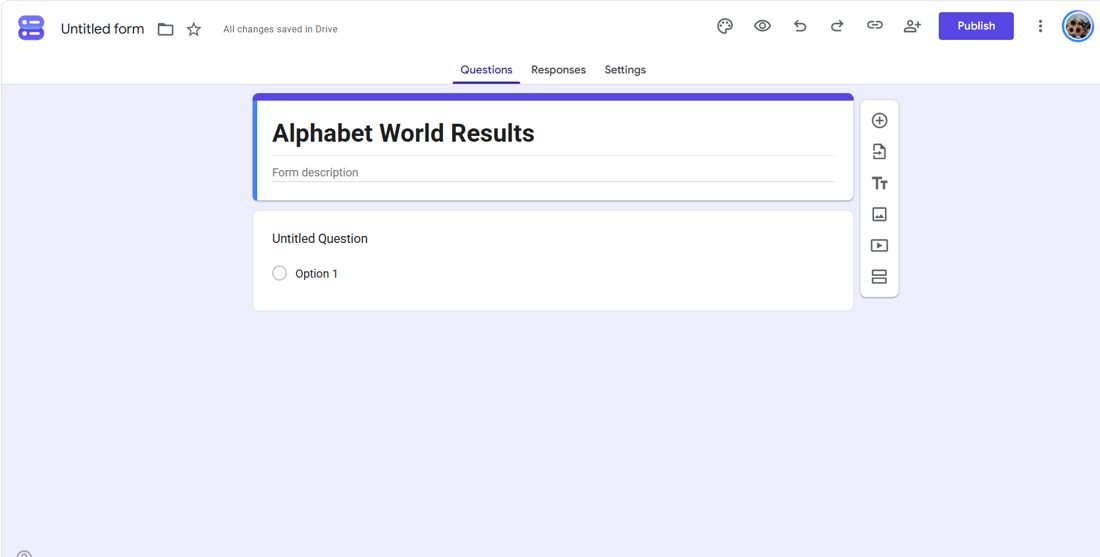 Untitled form
All changes saved in Drive
Publish
Questions
Responses
Settings
Alphabet World Results
Form description
Untitled Question
Option 1